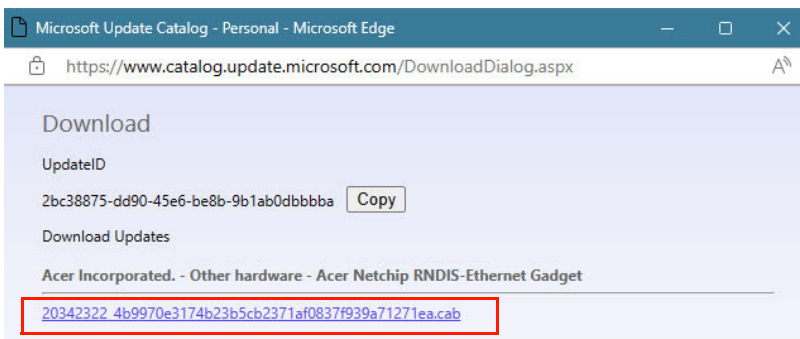 Microsoft Update Catalog - Personal - Microsoft Edge
https://www.catalog.update.microsoft.com/DownloadDialog.aspx
Download
UpdateID
2bc38875-dd90-45e6-be8b-9b1ab0dbbbba Copy
Download Updates
Acer Incorporated. - Other hardware - Acer Netchip RNDIS-Ethernet Gadget
20342322_4b9970e3174b23b5cb2371af0837f939a71271ea.cab